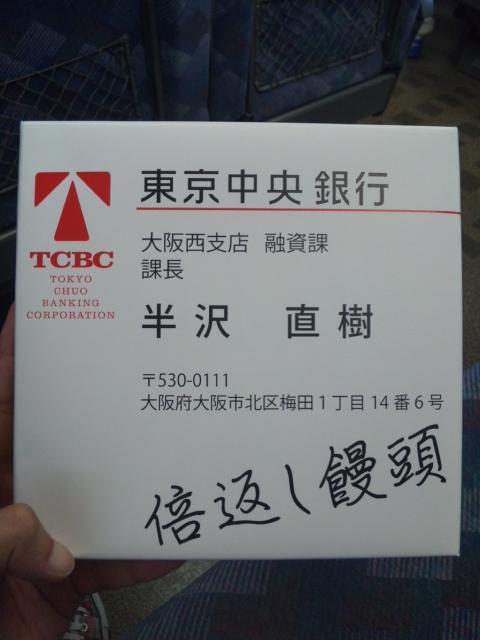 東京中央銀行
TCBC
TOKYO
CHUO
BANKING
CORPORATION
大阪西支店 融資課
課長
半沢 直樹
〒530-0111
大阪府大阪市北区梅田1丁目14番6号
倍返し饅頭